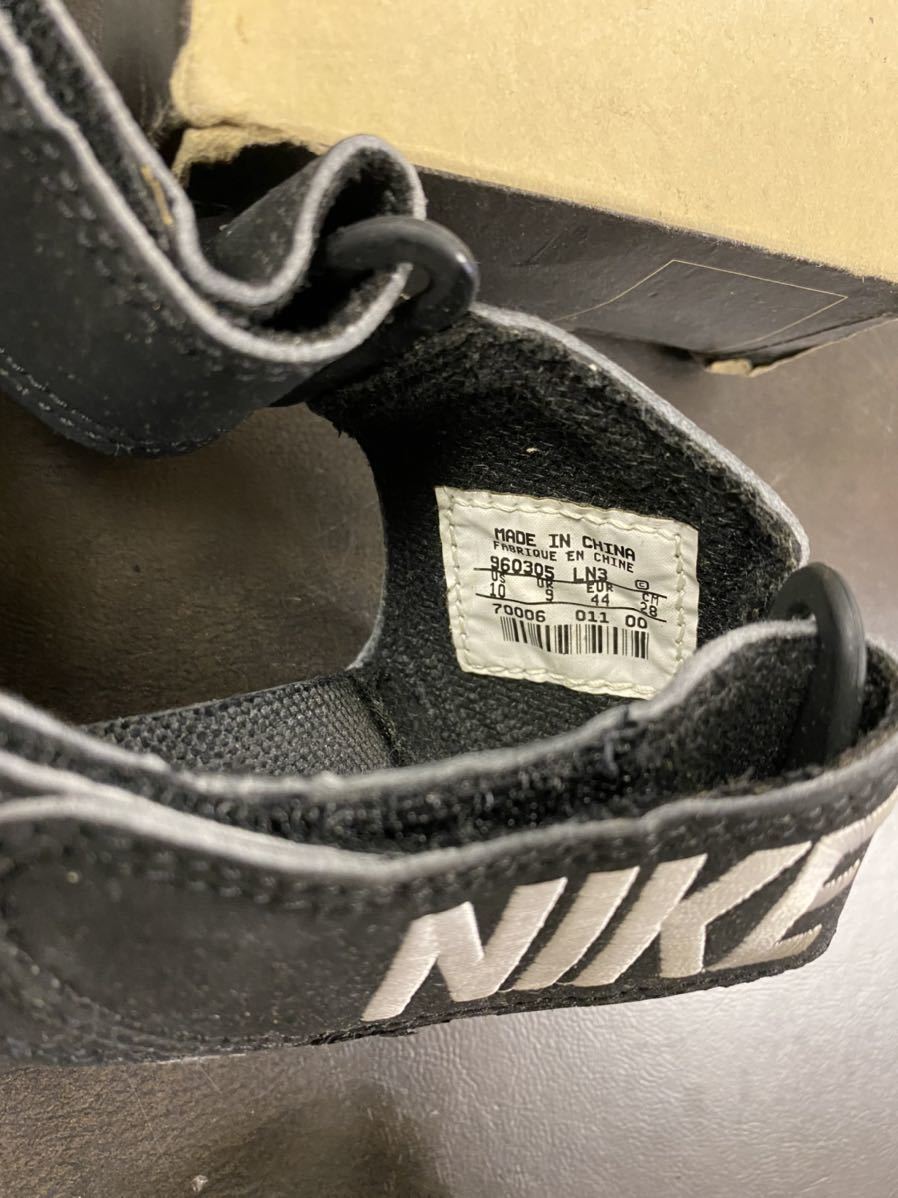 MADE IN CHINA
FABRIQUE EN CHINE
960305 LN3 ©
US UK EUR CM
10 9 44 28
70006 011 00
NIKE